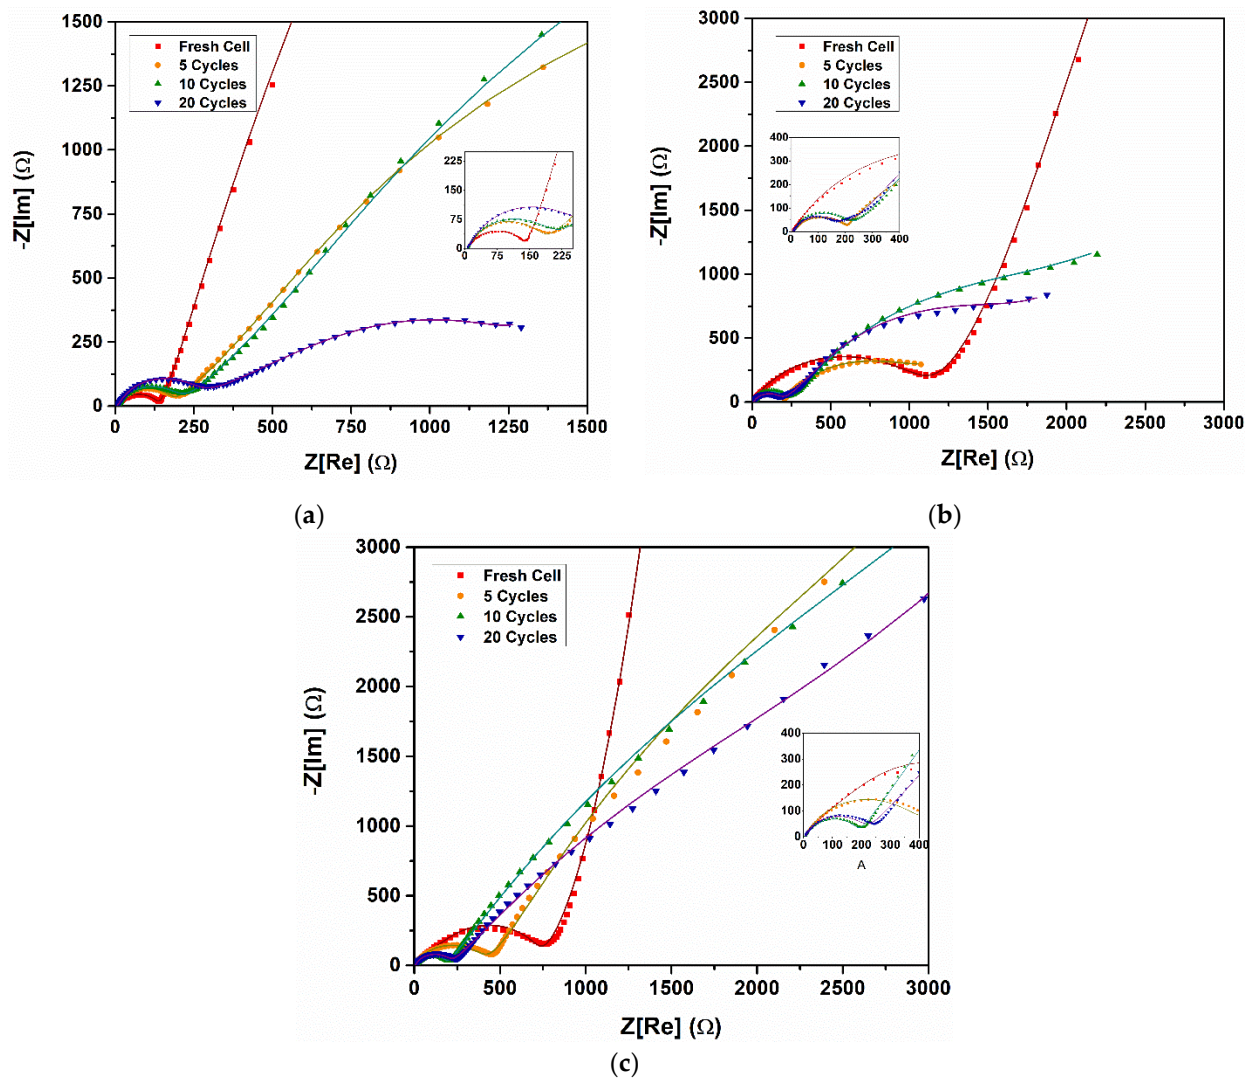 1500
1250
1000
750
500
250
0
-Z[Im] (Ω)
Fresh Cell
5 Cycles
10 Cycles
20 Cycles
225
150
75
0
0 75 150 225
0 250 500 750 1000 1250 1500
Z[Re] (Ω)
(a)
3000
2500
2000
1500
1000
500
0
-Z[Im] (Ω)
Fresh Cell
5 Cycles
10 Cycles
20 Cycles
400
300
200
100
0
0 100 200 300 400
0 500 1000 1500 2000 2500 3000
Z[Re] (Ω)
(b)
3000
2500
2000
1500
1000
500
0
-Z[Im] (Ω)
Fresh Cell
5 Cycles
10 Cycles
20 Cycles
400
300
200
100
0
0 100 200 300 400
A
0 500 1000 1500 2000 2500 3000
Z[Re] (Ω)
(c)